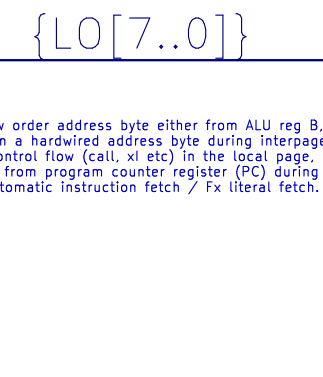 {LO[7..0]}
w order address byte either from ALU reg B,
n a hardwired address byte during interpage
ontrol flow (call, xI etc) in the local page,
from program counter register (PC) during
tomatic instruction fetch / Fx literal fetch.